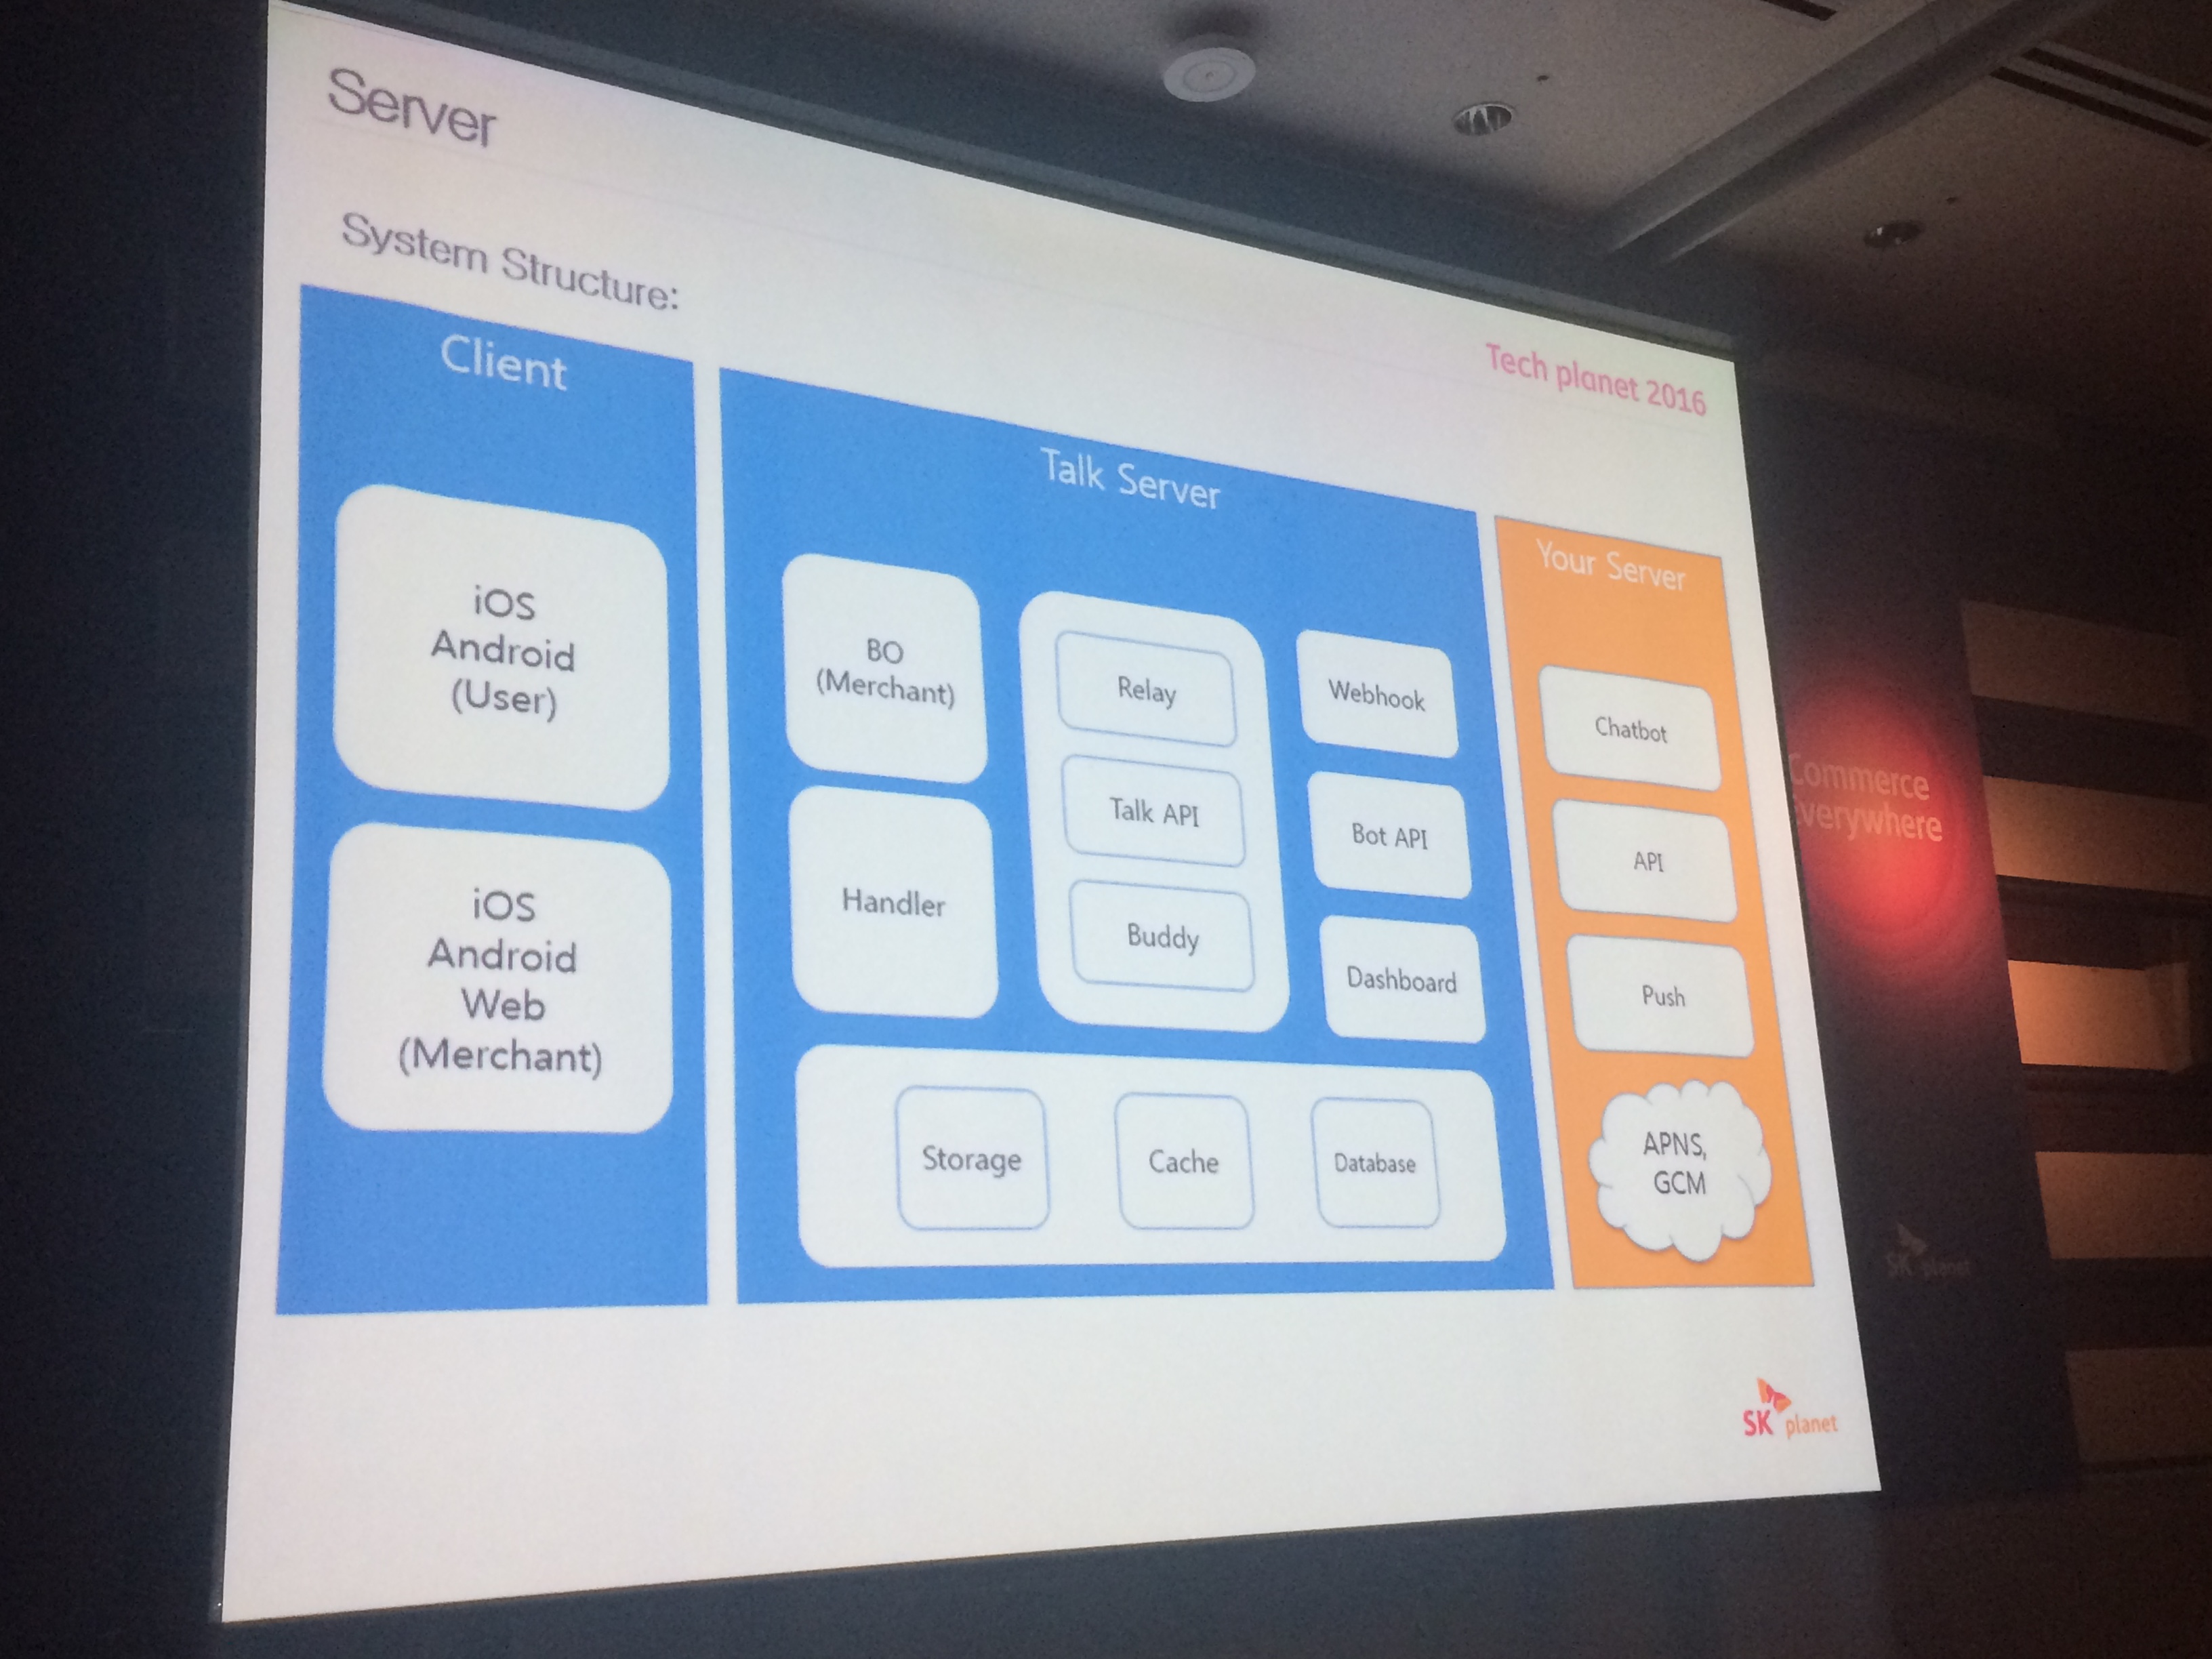 Server
System Structure:
Tech planet 2016
Client
iOS
Android
(User)
iOS
Android
Web
(Merchant)
Talk Server
BO
(Merchant)
Handler
Relay
Talk API
Buddy
Webhook
Bot API
Dashboard
Storage
Cache
Database
Your Server
Chatbot
API
Push
APNS,
GCM
SK planet
Commerce
Everywhere
SK planet